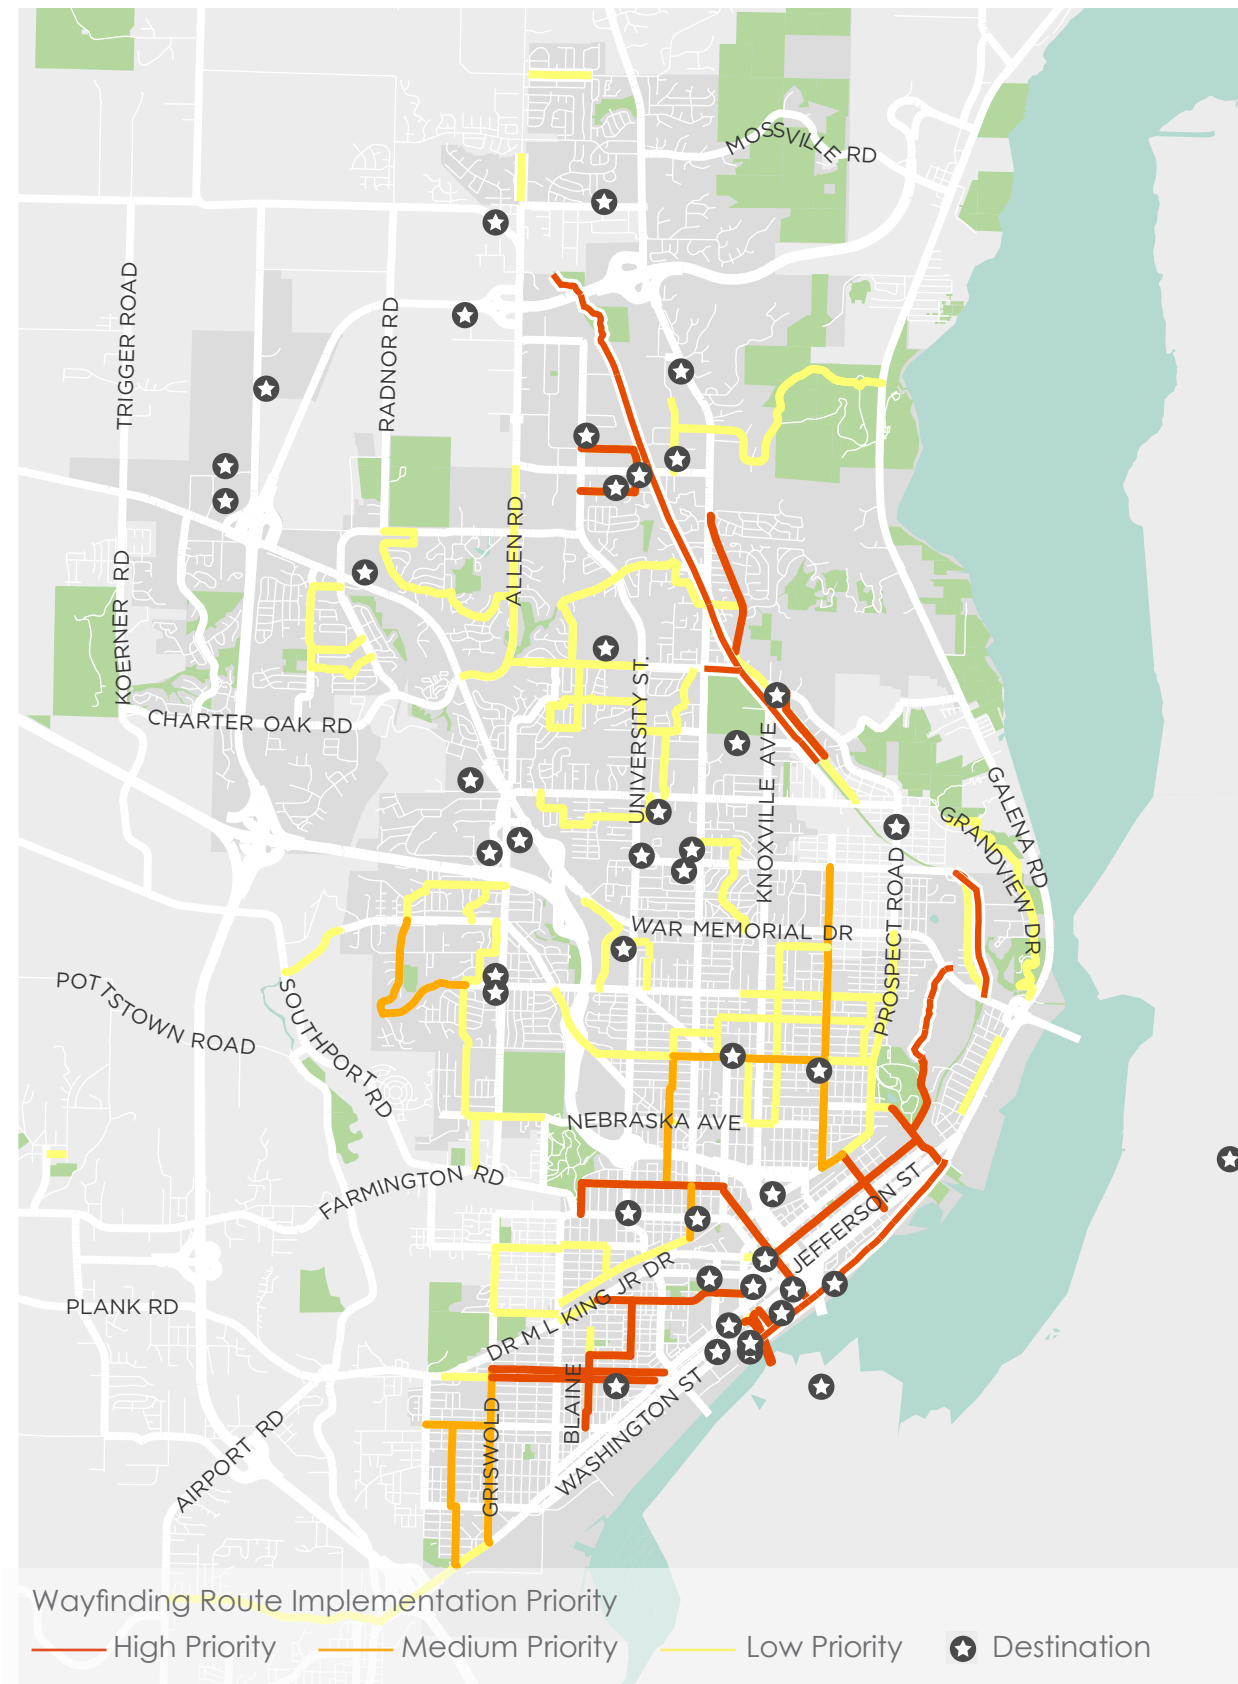 MOSSVILLE RD
TRIGGER ROAD
RADNOR RD
ALLEN RD
KOERNER RD
CHARTER OAK RD
UNIVERSITY ST.
KNOXVILLE AVE
GALENA RD
GRANDVIEW DR
PROSPECT ROAD
WAR MEMORIAL DR
POTTSTOWN ROAD
SOUTHPORT RD
NEBRASKA AVE
FARMINGTON RD
JEFFERSON ST
DR M L KING JR DR
PLANK RD
BLAINE
WASHINGTON ST
GRISWOLD
AIRPORT RD
Wayfinding Route Implementation Priority
High Priority
Medium Priority
Low Priority
Destination